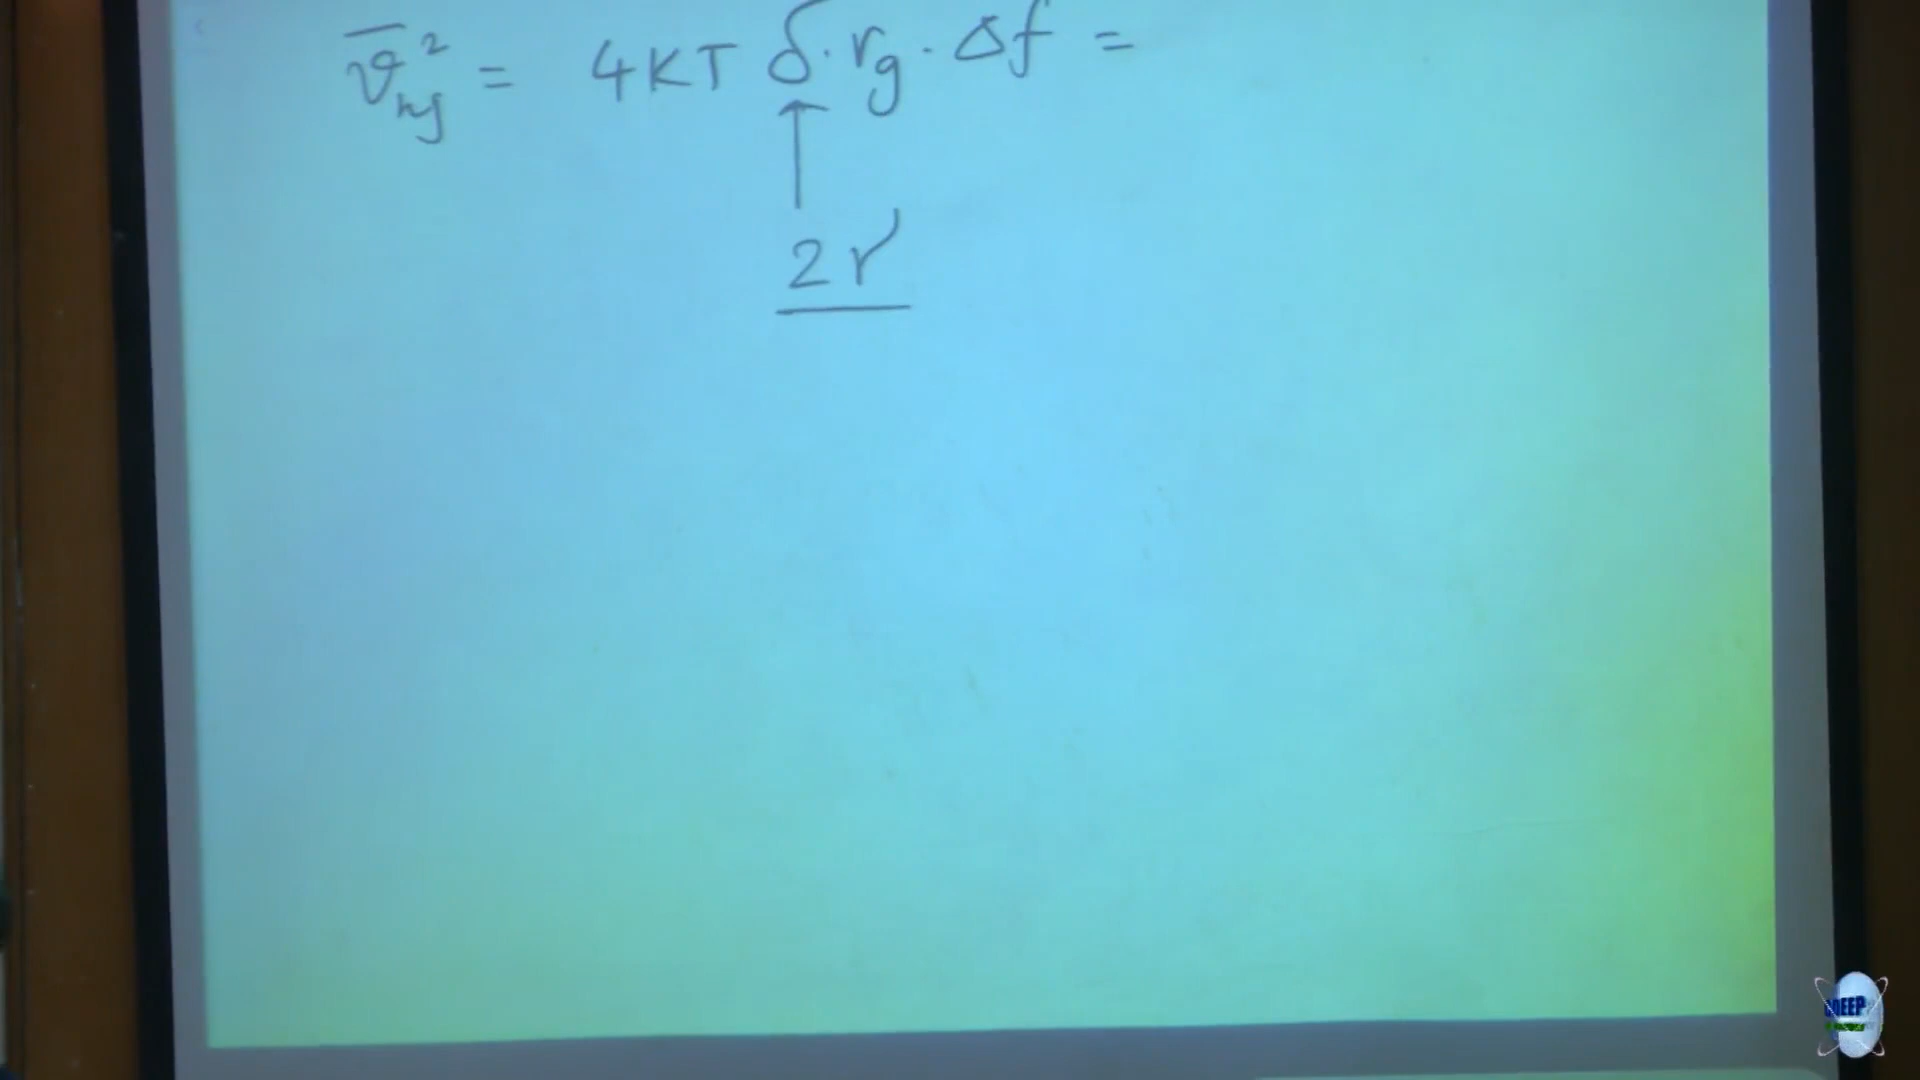 v̅²ng = 4KT δ · rg · Δf =
↑
2γ